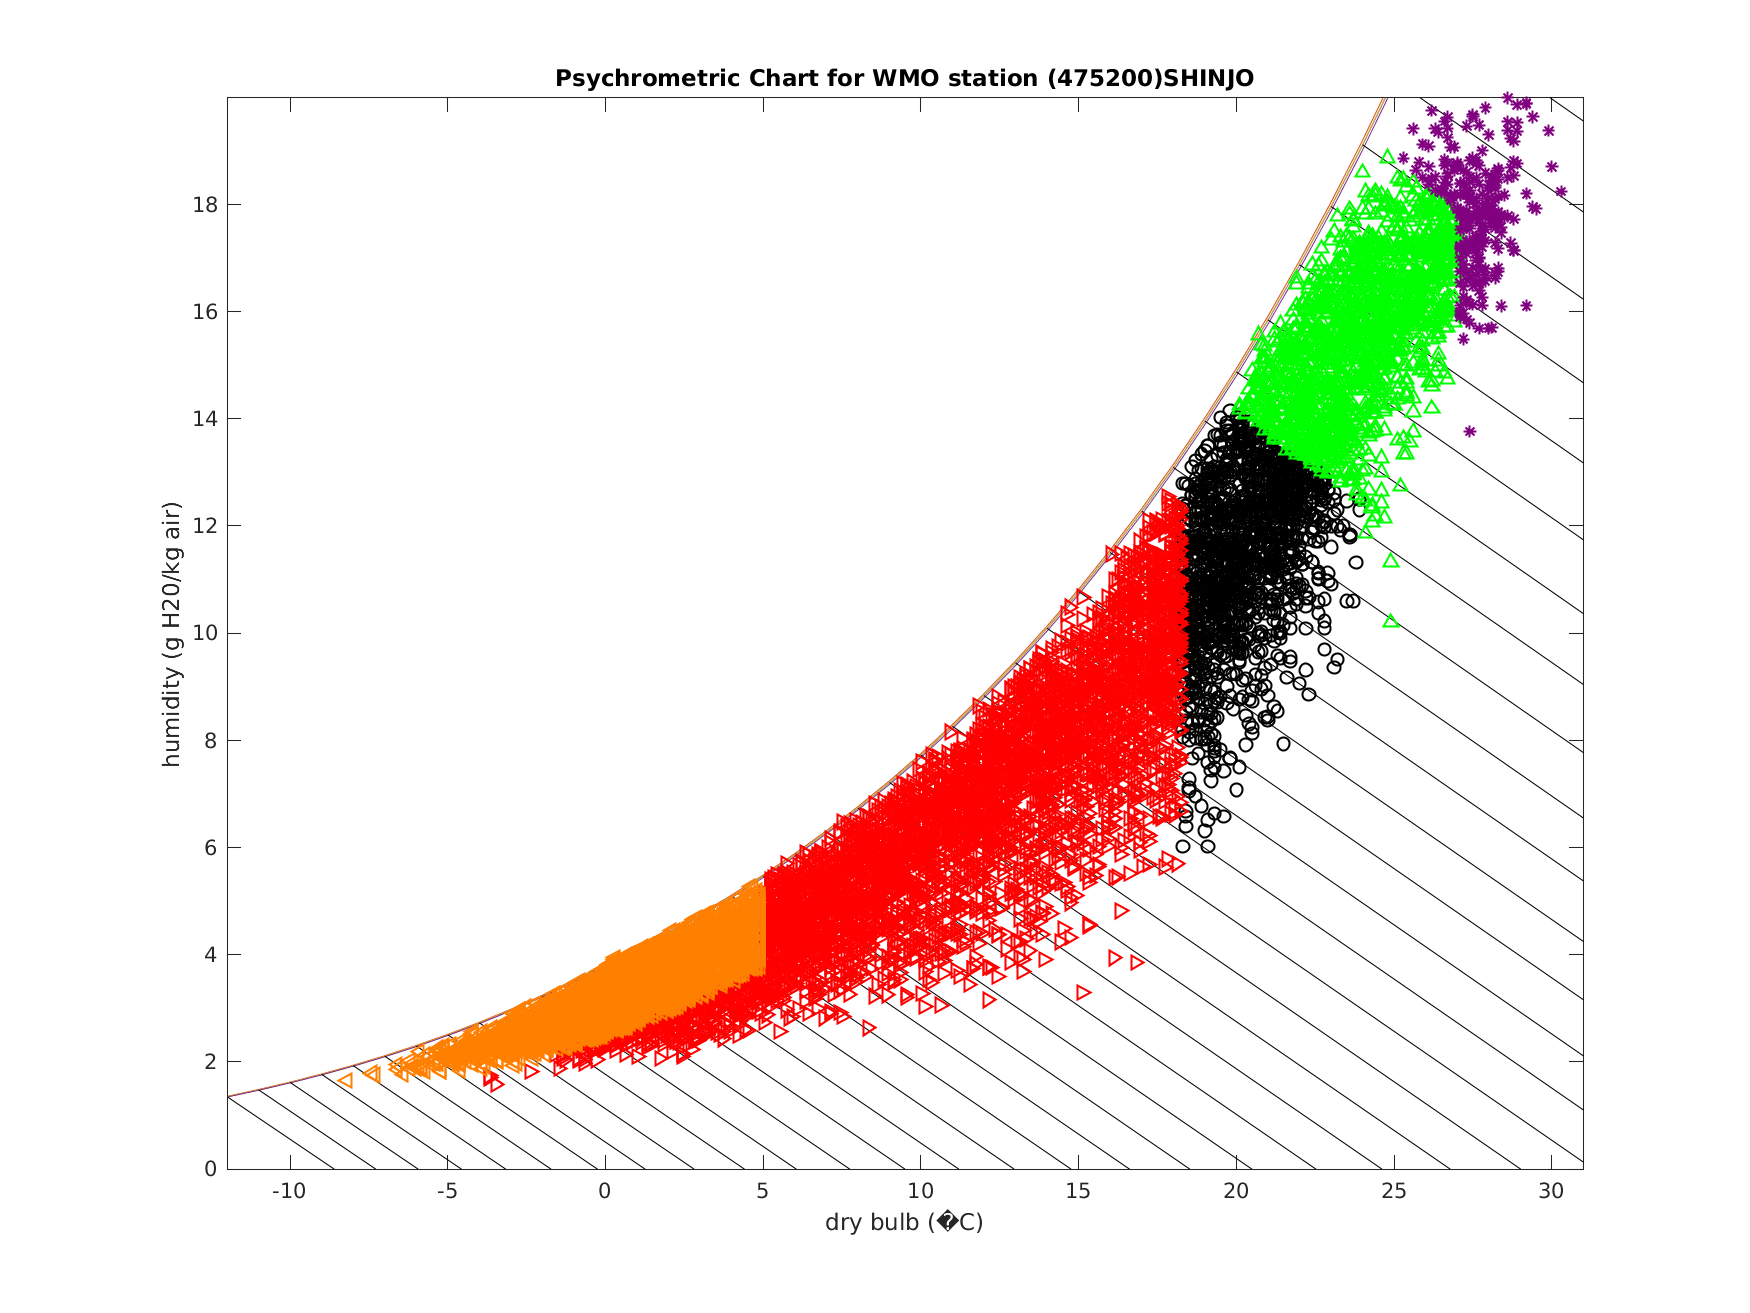 Psychrometric Chart for WMO station (475200)SHINJO
humidity (g H20/kg air)
18
16
14
12
10
8
6
4
2
0
-10 -5 0 5 10 15 20 25 30
dry bulb (�C)